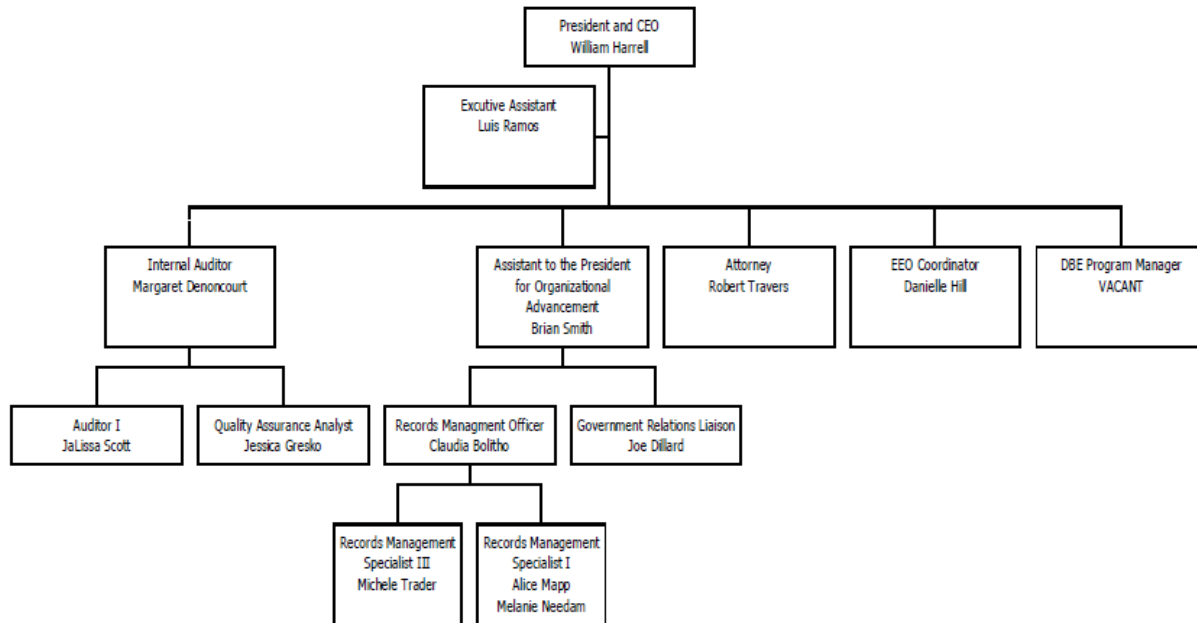 President and CEO
William Harrell
Excutive Assistant
Luis Ramos
Internal Auditor
Margaret Denoncourt
Assistant to the President
for Organizational
Advancement
Brian Smith
Attorney
Robert Travers
EEO Coordinator
Danielle Hill
DBE Program Manager
VACANT
Auditor I
JaLissa Scott
Quality Assurance Analyst
Jessica Gresko
Records Managment Officer
Claudia Bolitho
Government Relations Liaison
Joe Dillard
Records Management
Specialist III
Michele Trader
Records Management
Specialist I
Alice Mapp
Melanie Needam